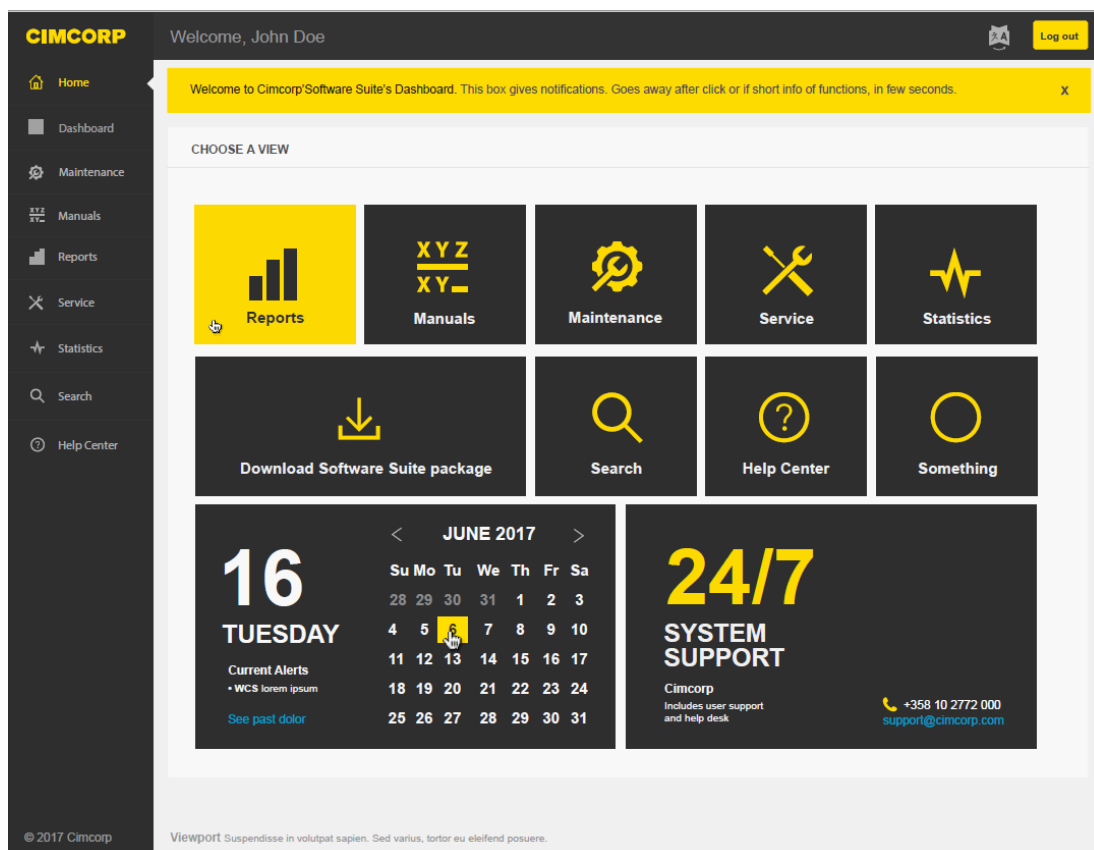 CIMCORP
Welcome, John Doe
Log out
Home
Dashboard
Maintenance
Manuals
Reports
Service
Statistics
Search
Help Center
© 2017 Cimcorp
Welcome to Cimcorp'Software Suite's Dashboard. This box gives notifications. Goes away after click or if short info of functions, in few seconds.
X
CHOOSE A VIEW
Reports
XYZ
XY_
Manuals
Maintenance
Service
Statistics
Download Software Suite package
Search
?
Help Center
Something
16
TUESDAY
Current Alerts
• WCS lorem ipsum
See past dolor
< JUNE 2017 >
Su Mo Tu We Th Fr Sa
28 29 30 31 1 2 3
4 5 6 7 8 9 10
11 12 13 14 15 16 17
18 19 20 21 22 23 24
25 26 27 28 29 30 31
24/7
SYSTEM
SUPPORT
Cimcorp
Includes user support
and help desk
+358 10 2772 000
support@cimcorp.com
Viewport Suspendisse in volutpat sapien. Sed varius, tortor eu eleifend posuere.